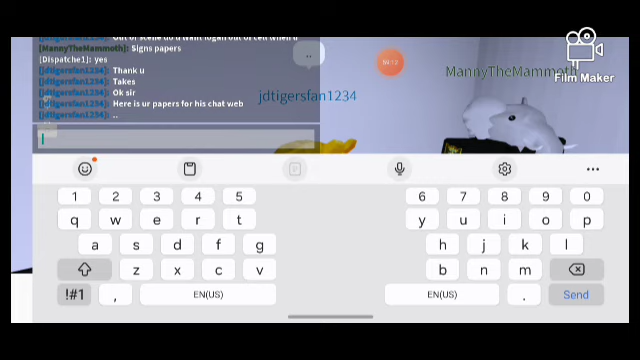 Out of scene do u want logan out of cell when u
[MannyTheMammoth]: Signs papers
[Dispatche1]: yes
[jdtigersfan1234]: Thank u
[jdtigersfan1234]: Takes
[jdtigersfan1234]: Ok sir
[jdtigersfan1234]: Here is ur papers for his chat web
[jdtigersfan1234]: ..
..
jdtigersfan1234
59:13
MannyTheMammoth
Film Maker
1 2 3 4 5 6 7 8 9 0
q w e r t y u i o p
a s d f g h j k l
z x c v b n m
!#1 , EN(US) EN(US) . Send